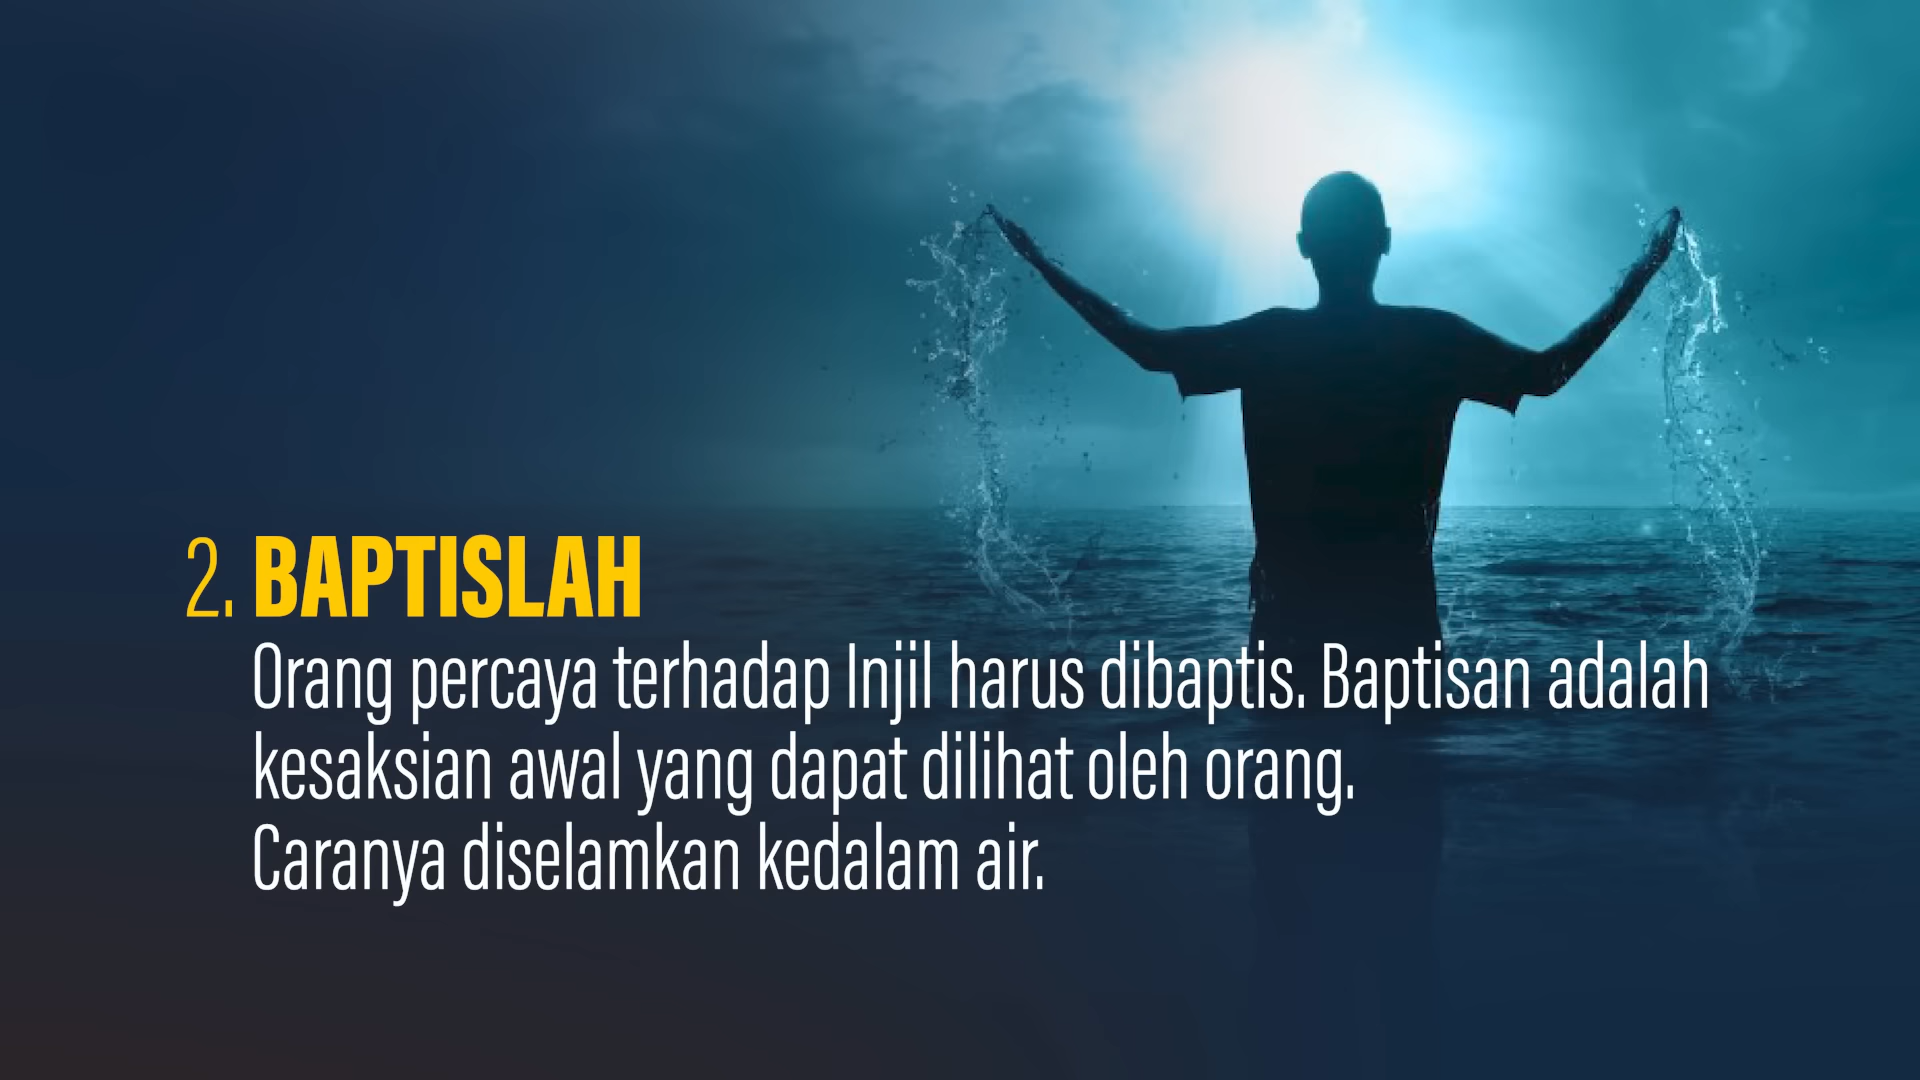 2. BAPTISLAH
Orang percaya terhadap Injil harus dibaptis. Baptisan adalah
kesaksian awal yang dapat dilihat oleh orang.
Caranya diselamkan kedalam air.